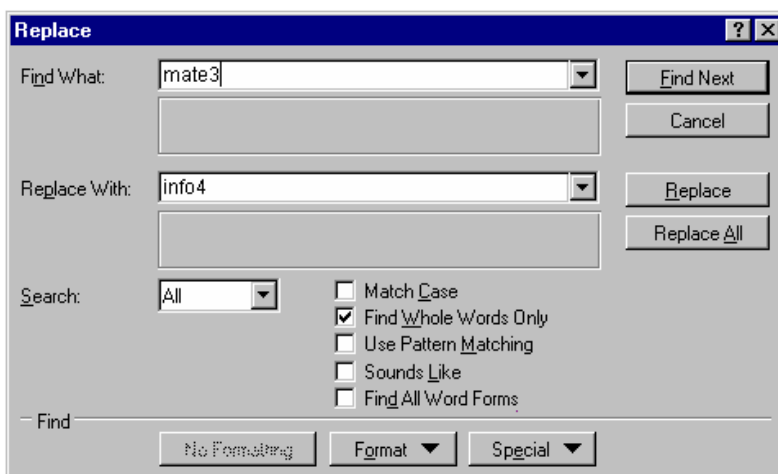 Replace
Find What: mate3 Find Next
Cancel
Replace With: info4 Replace
Replace All
Search: All Match Case
Find Whole Words Only
Use Pattern Matching
Sounds Like
Find All Word Forms
Find
No Formatting Format Special